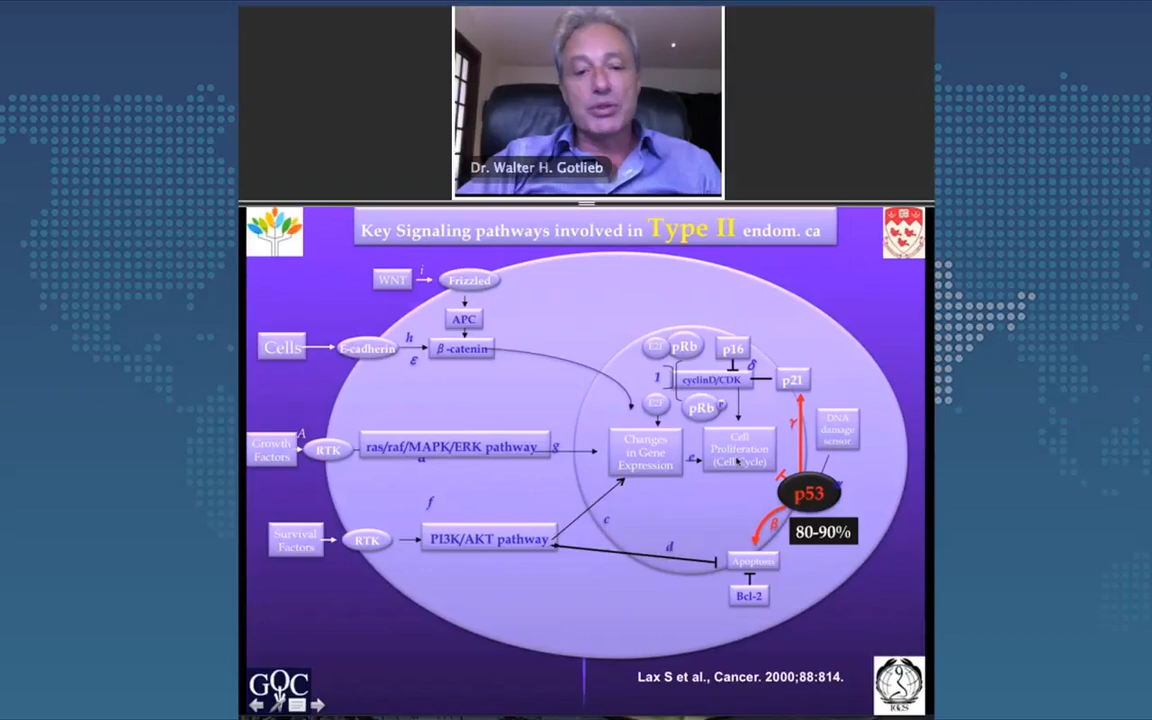 Dr. Walter H. Gotlieb
Key Signaling pathways involved in Type II endom. ca
WNT
i
Frizzled
APC
Cells
E-cadherin
h
ε
β-catenin
E2F
pRb
p16
δ
1
cyclinD/CDK
p21
E2F
pRb
P
γ
DNA
damage
sensor
Growth
Factors
A
RTK
ras/raf/MAPK/ERK pathway
g
α
Changes
in Gene
Expression
e
Cell
Proliferation
(Cell Cycle)
p53
α
80-90%
β
f
c
Survival
Factors
RTK
PI3K/AKT pathway
d
Apoptosis
Bcl-2
Lax S et al., Cancer. 2000;88:814.
GOC